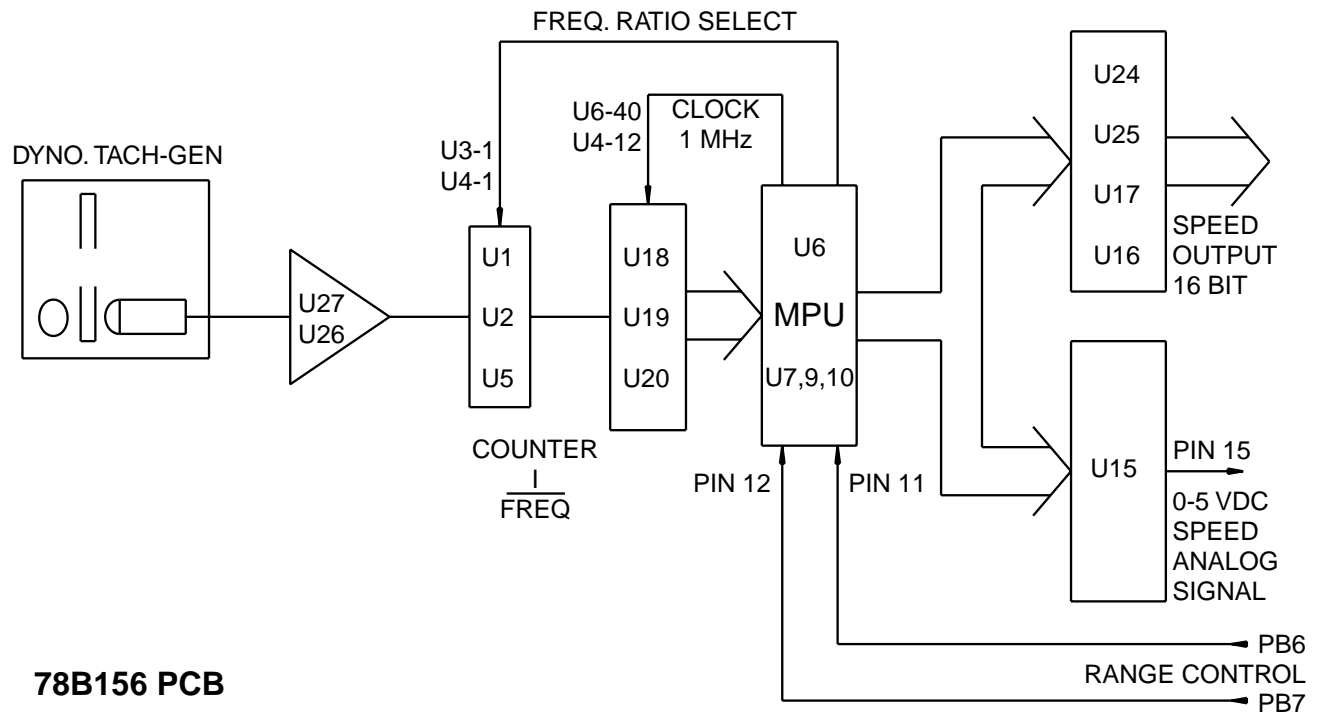 FREQ. RATIO SELECT
U6-40
U4-12
CLOCK
1 MHz
DYNO. TACH-GEN
U3-1
U4-1
U27
U26
U1
U2
U5
COUNTER
I
FREQ
U18
U19
U20
U6
MPU
U7,9,10
PIN 12
PIN 11
U24
U25
U17
U16
SPEED
OUTPUT
16 BIT
U15
PIN 15
0-5 VDC
SPEED
ANALOG
SIGNAL
PB6
RANGE CONTROL
PB7
78B156 PCB